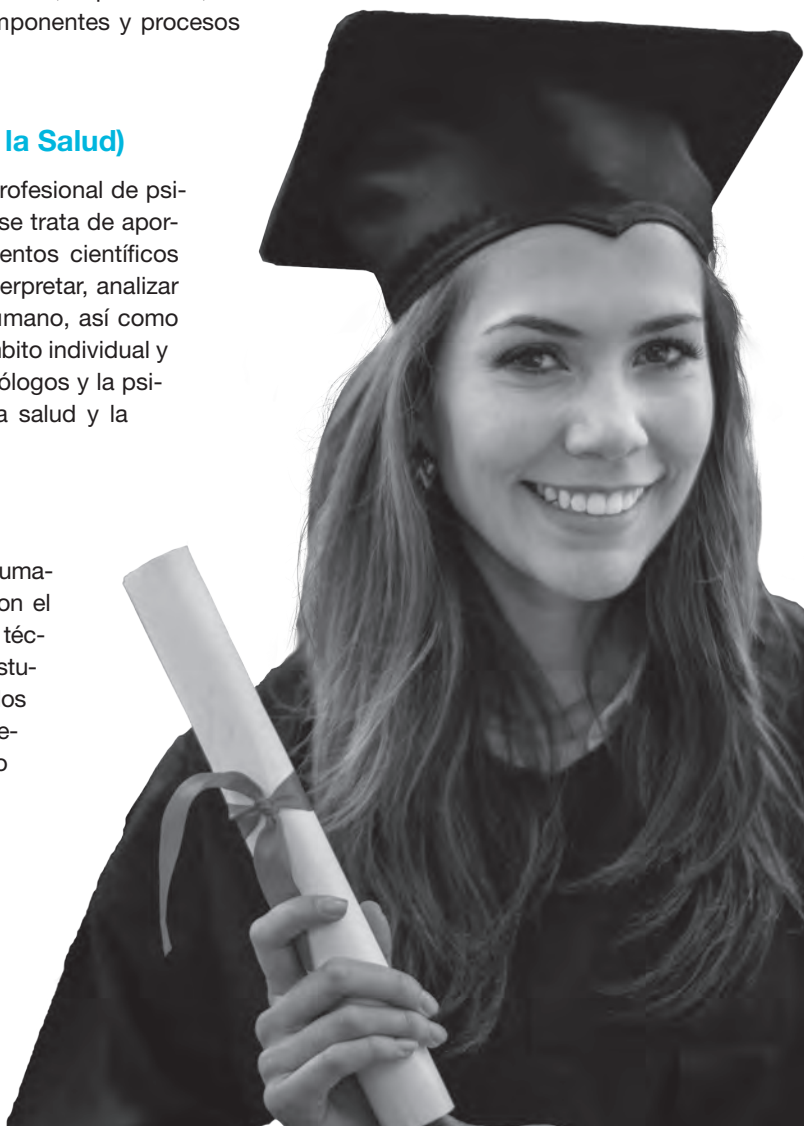 mponentes y procesos
la Salud)
rofesional de psi-
se trata de apor-
entos científicos
erpretar, analizar
umano, así como
bito individual y
ólogos y la psi-
a salud y la
uma-
on el
téc-
stu-
os
e-
o